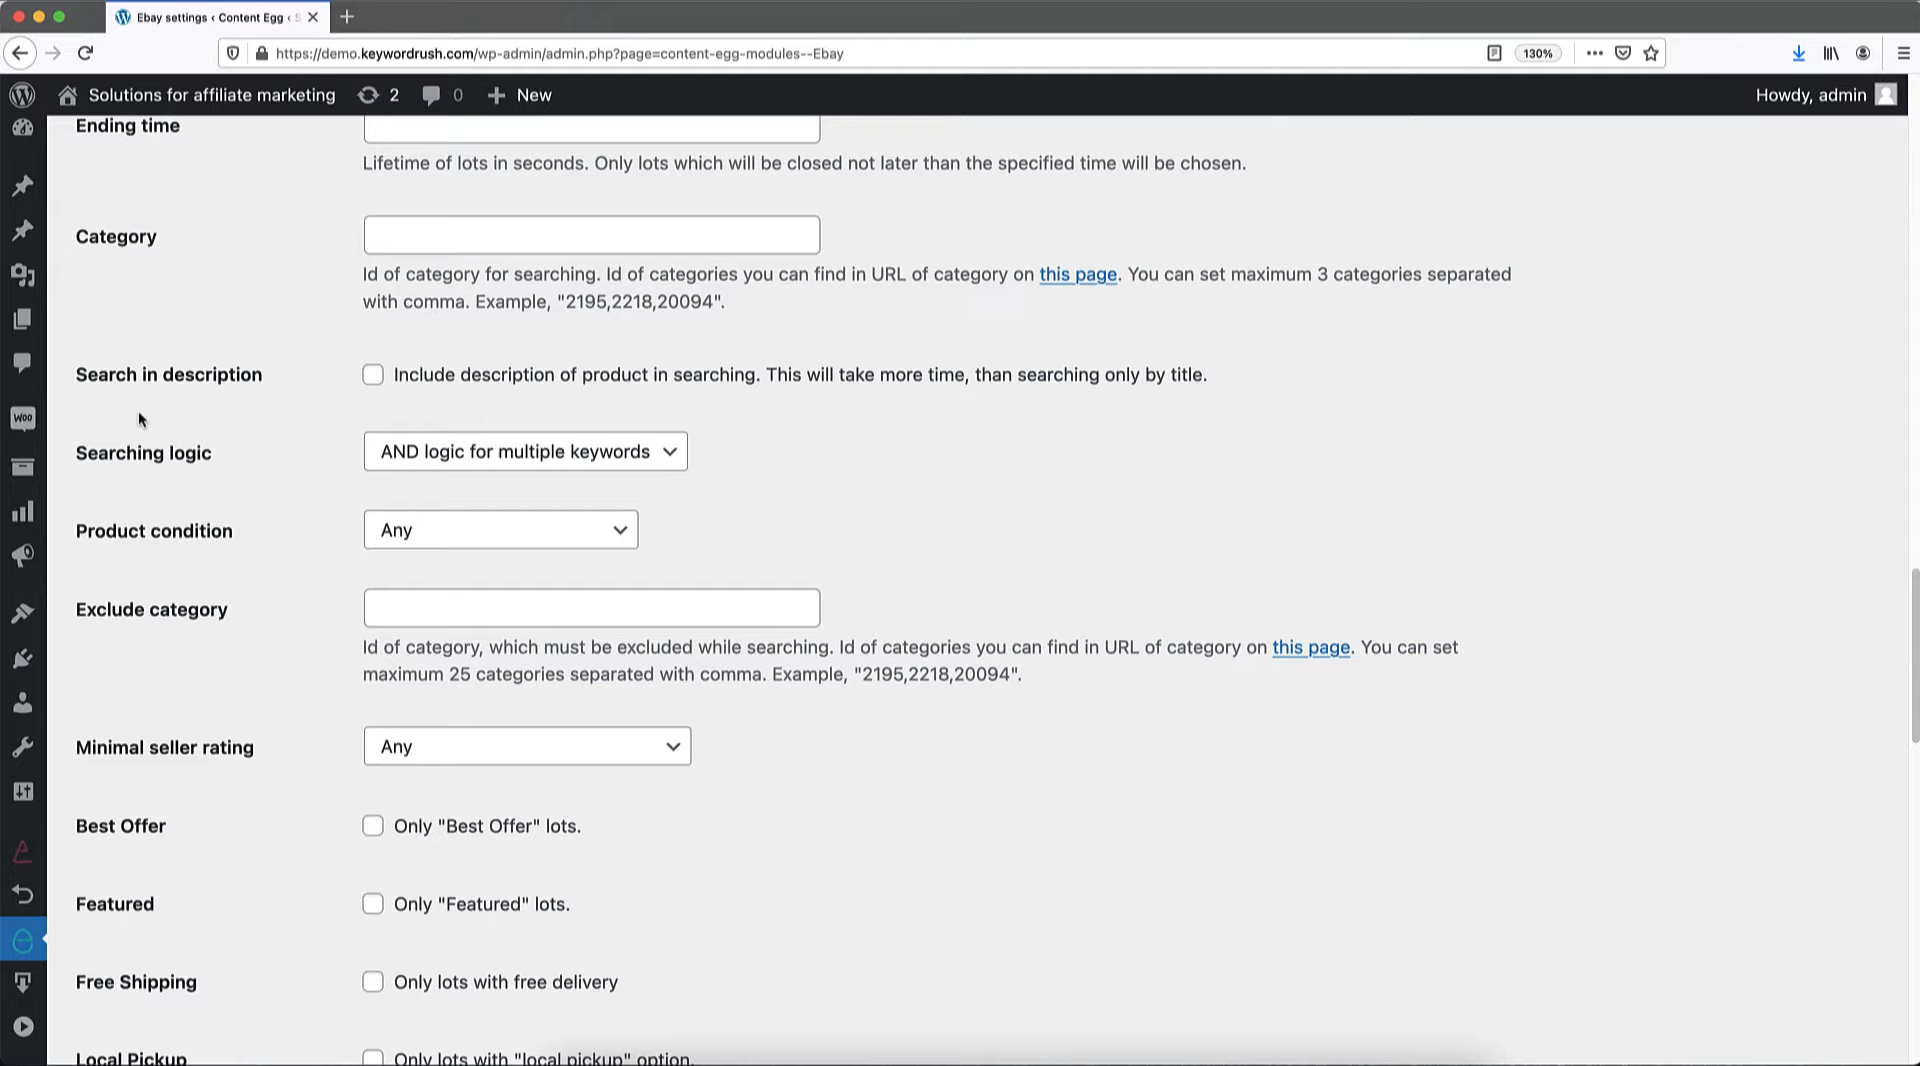 Ebay settings ‹ Content Egg ‹
https://demo.keywordrush.com/wp-admin/admin.php?page=content-egg-modules--Ebay
130%
Solutions for affiliate marketing
2
0
New
Howdy, admin
Ending time
Lifetime of lots in seconds. Only lots which will be closed not later than the specified time will be chosen.
Category
Id of category for searching. Id of categories you can find in URL of category on this page. You can set maximum 3 categories separated
with comma. Example, "2195,2218,20094".
Search in description
Include description of product in searching. This will take more time, than searching only by title.
Woo
Searching logic
AND logic for multiple keywords
Product condition
Any
Exclude category
Id of category, which must be excluded while searching. Id of categories you can find in URL of category on this page. You can set
maximum 25 categories separated with comma. Example, "2195,2218,20094".
Minimal seller rating
Any
Best Offer
Only "Best Offer" lots.
Featured
Only "Featured" lots.
Free Shipping
Only lots with free delivery
Local Pickup
Only lots with "local pickup" option.